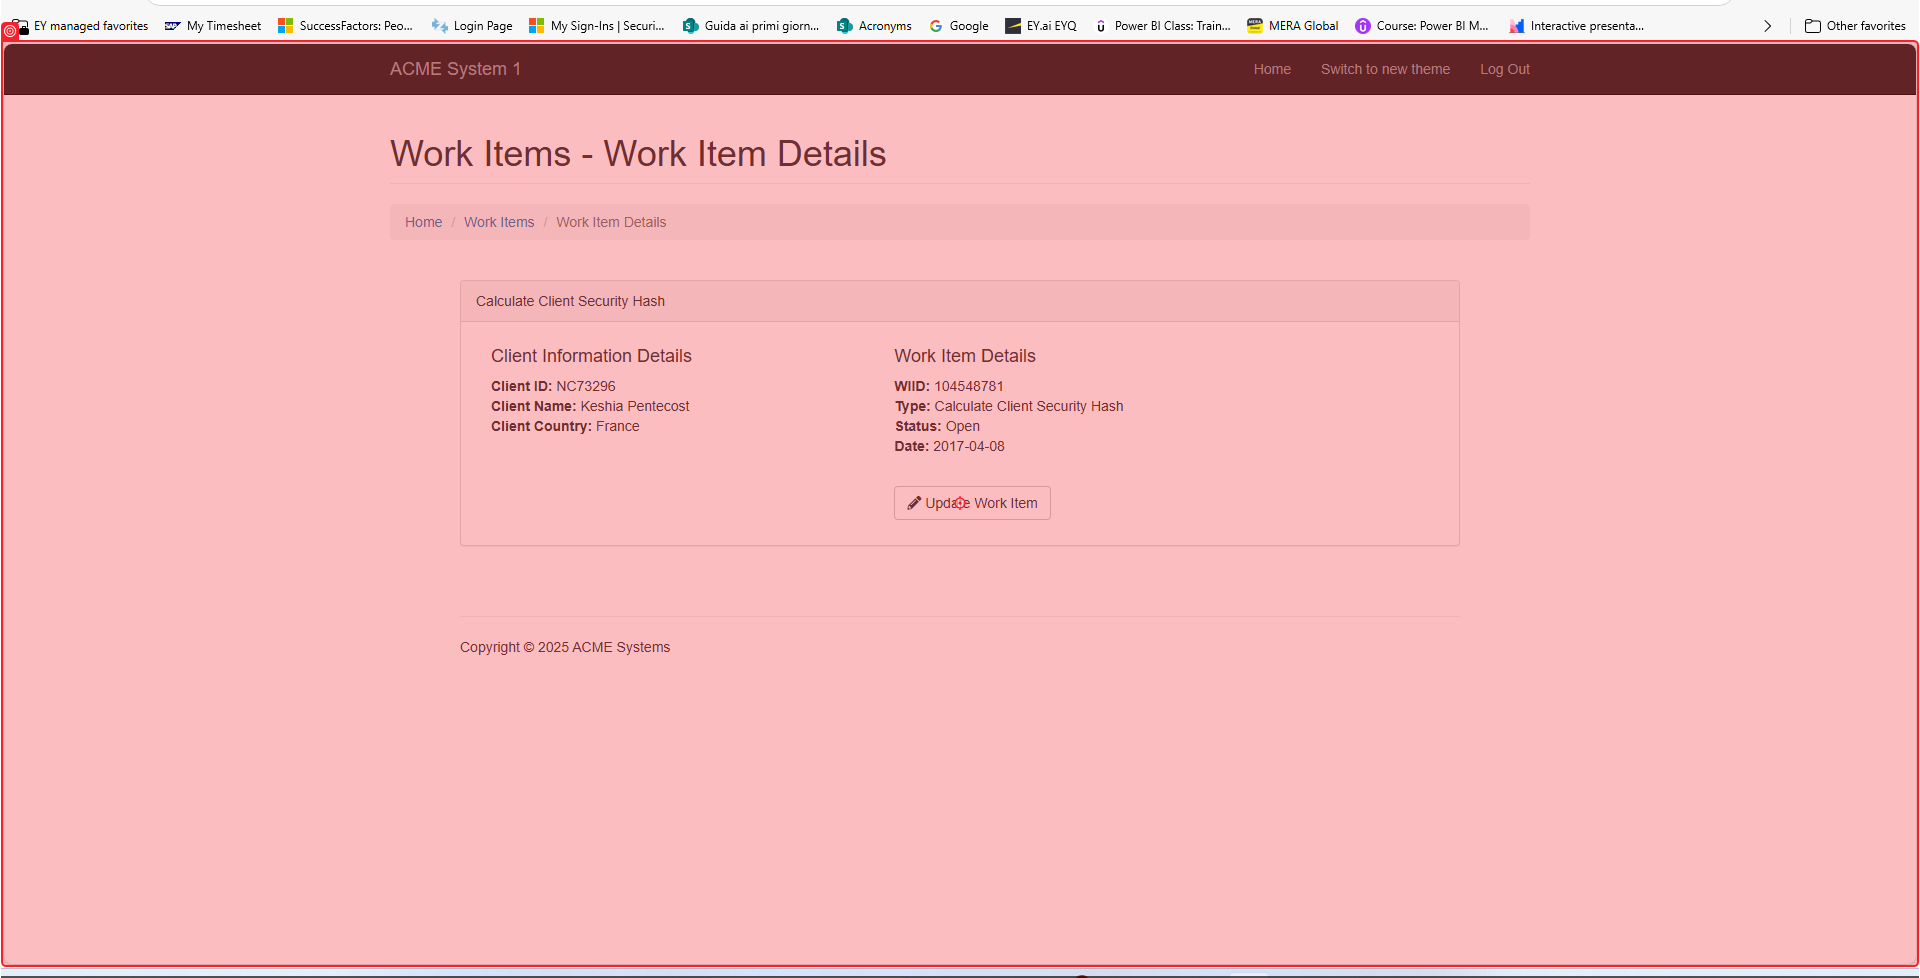 EY managed favorites My Timesheet SuccessFactors: Peo... Login Page My Sign-Ins | Securi... Guida ai primi giorn... Acronyms Google EY.ai EYQ Power BI Class: Train... MERA Global Course: Power BI M... Interactive presenta... Other favorites
ACME System 1 Home Switch to new theme Log Out
Work Items - Work Item Details
Home / Work Items / Work Item Details
Calculate Client Security Hash
Client Information Details
Client ID: NC73296
Client Name: Keshia Pentecost
Client Country: France
Work Item Details
WIID: 104548781
Type: Calculate Client Security Hash
Status: Open
Date: 2017-04-08
Update Work Item
Copyright © 2025 ACME Systems